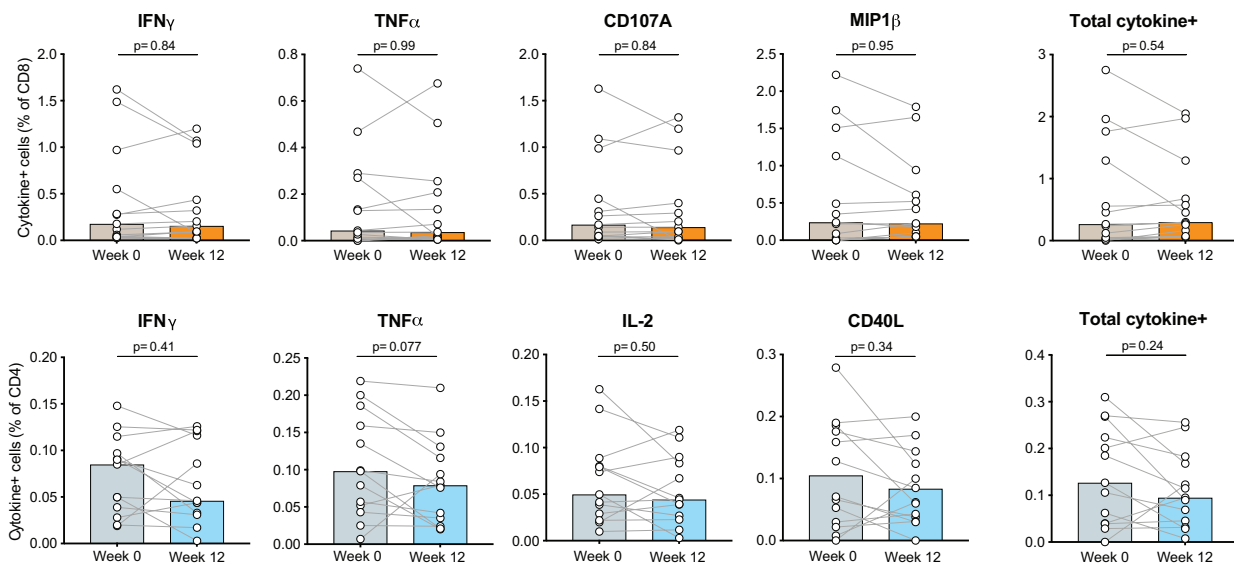 IFNγ
TNFα
CD107A
MIP1β
Total cytokine+
p= 0.84
p= 0.99
p= 0.84
p= 0.95
p= 0.54
Cytokine+ cells (% of CD8)
2.0
1.5
1.0
0.5
0.0
Week 0 Week 12
0.8
0.6
0.4
0.2
0.0
Week 0 Week 12
2.0
1.5
1.0
0.5
0.0
Week 0 Week 12
2.5
2.0
1.5
1.0
0.5
0.0
Week 0 Week 12
3
2
1
0
Week 0 Week 12
IFNγ
TNFα
IL-2
CD40L
Total cytokine+
p= 0.41
p= 0.077
p= 0.50
p= 0.34
p= 0.24
Cytokine+ cells (% of CD4)
0.20
0.15
0.10
0.05
0.00
Week 0 Week 12
0.25
0.20
0.15
0.10
0.05
0.00
Week 0 Week 12
0.20
0.15
0.10
0.05
0.00
Week 0 Week 12
0.3
0.2
0.1
0.0
Week 0 Week 12
0.4
0.3
0.2
0.1
0.0
Week 0 Week 12